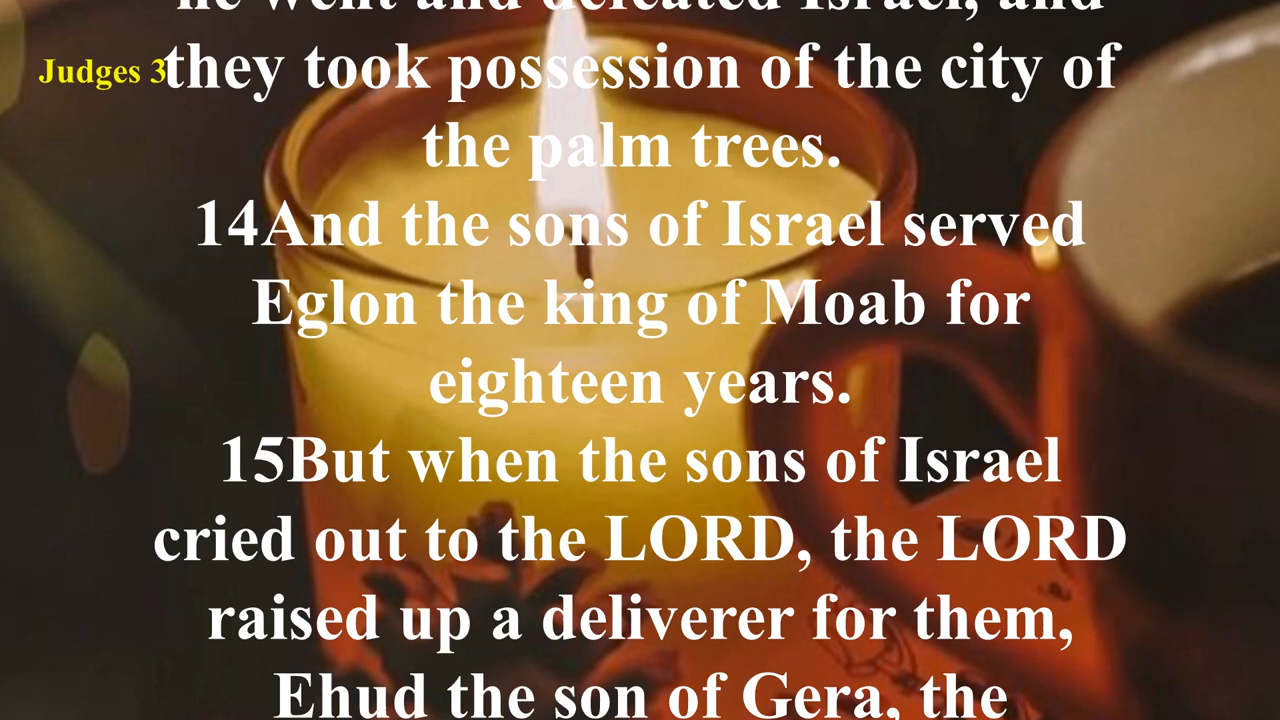 he went and defeated Israel, and
Judges 3
they took possession of the city of
the palm trees.
14And the sons of Israel served
Eglon the king of Moab for
eighteen years.
15But when the sons of Israel
cried out to the LORD, the LORD
raised up a deliverer for them,
Ehud the son of Gera, the